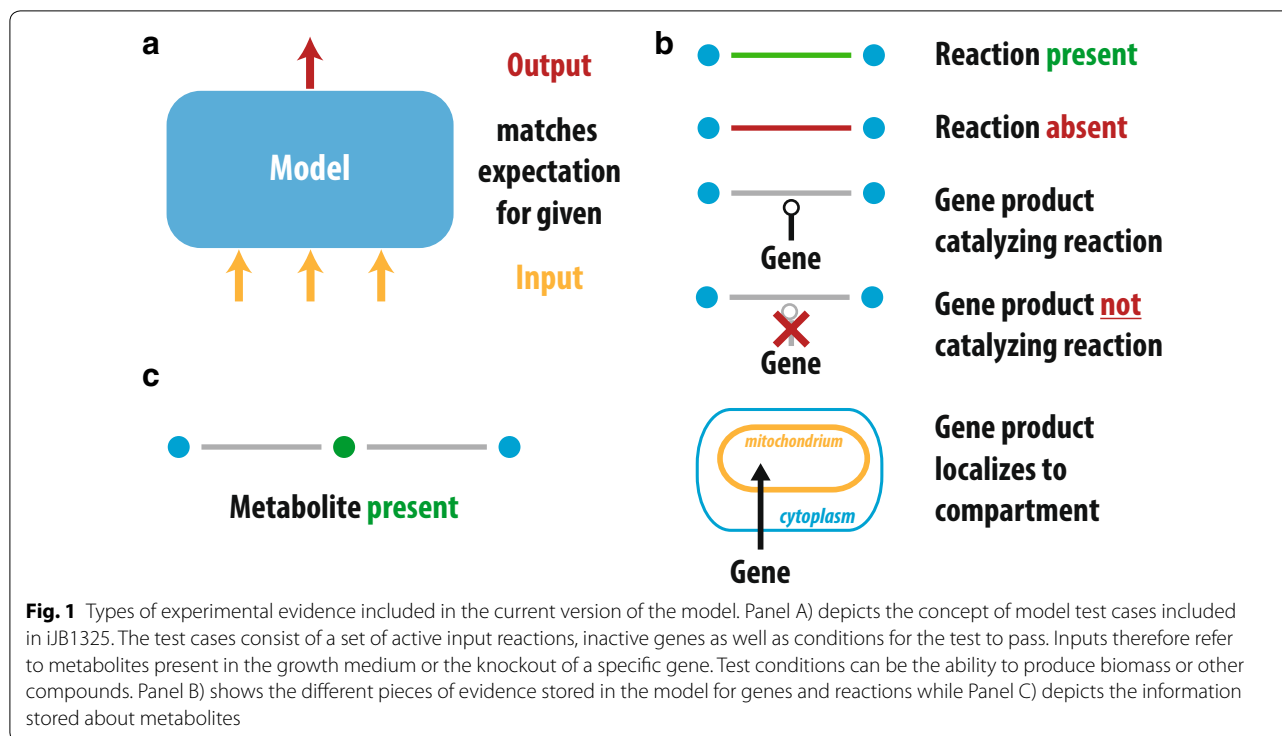 a
Output
matches
expectation
for given
Model
Input
b
Reaction present
Reaction absent
Gene product
catalyzing reaction
Gene
Gene product not
catalyzing reaction
Gene
c
Metabolite present
mitochondrium
cytoplasm
Gene
Gene product
localizes to
compartment
Fig. 1 Types of experimental evidence included in the current version of the model. Panel A) depicts the concept of model test cases included
in iJB1325. The test cases consist of a set of active input reactions, inactive genes as well as conditions for the test to pass. Inputs therefore refer
to metabolites present in the growth medium or the knockout of a specific gene. Test conditions can be the ability to produce biomass or other
compounds. Panel B) shows the different pieces of evidence stored in the model for genes and reactions while Panel C) depicts the information
stored about metabolites